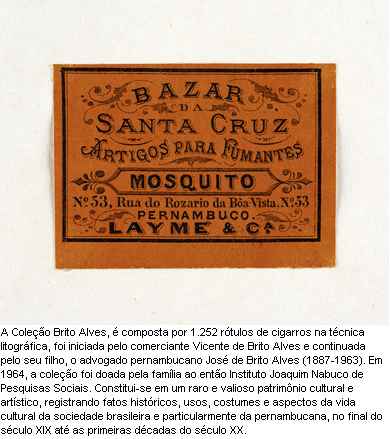 BAZAR
DA
SANTA CRUZ
ARTIGOS PARA FUMANTES
MOSQUITO
Nº 53, Rua do Rozario da Bôa-Vista. Nº 53
PERNAMBUCO.
LAYME & Cª
A Coleção Brito Alves, é composta por 1.252 rótulos de cigarros na técnica
litográfica, foi iniciada pelo comerciante Vicente de Brito Alves e continuada
pelo seu filho, o advogado pernambucano José de Brito Alves (1887-1963). Em
1964, a coleção foi doada pela família ao então Instituto Joaquim Nabuco de
Pesquisas Sociais. Constitui-se em um raro e valioso patrimônio cultural e
artístico, registrando fatos históricos, usos, costumes e aspectos da vida
cultural da sociedade brasileira e particularmente da pernambucana, no final do
século XIX até as primeiras décadas do século XX.